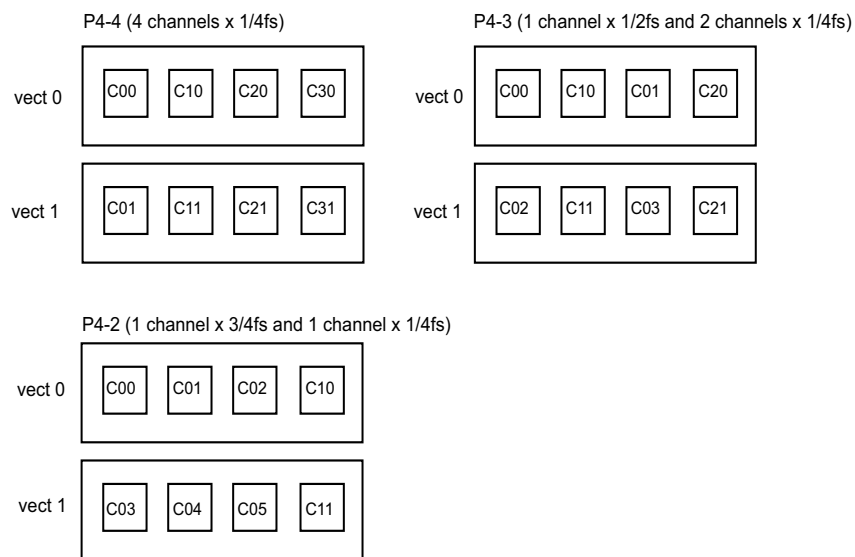 P4-4 (4 channels x 1/4fs)
vect 0
C00 C10 C20 C30
vect 1
C01 C11 C21 C31
P4-3 (1 channel x 1/2fs and 2 channels x 1/4fs)
vect 0
C00 C10 C01 C20
vect 1
C02 C11 C03 C21
P4-2 (1 channel x 3/4fs and 1 channel x 1/4fs)
vect 0
C00 C01 C02 C10
vect 1
C03 C04 C05 C11